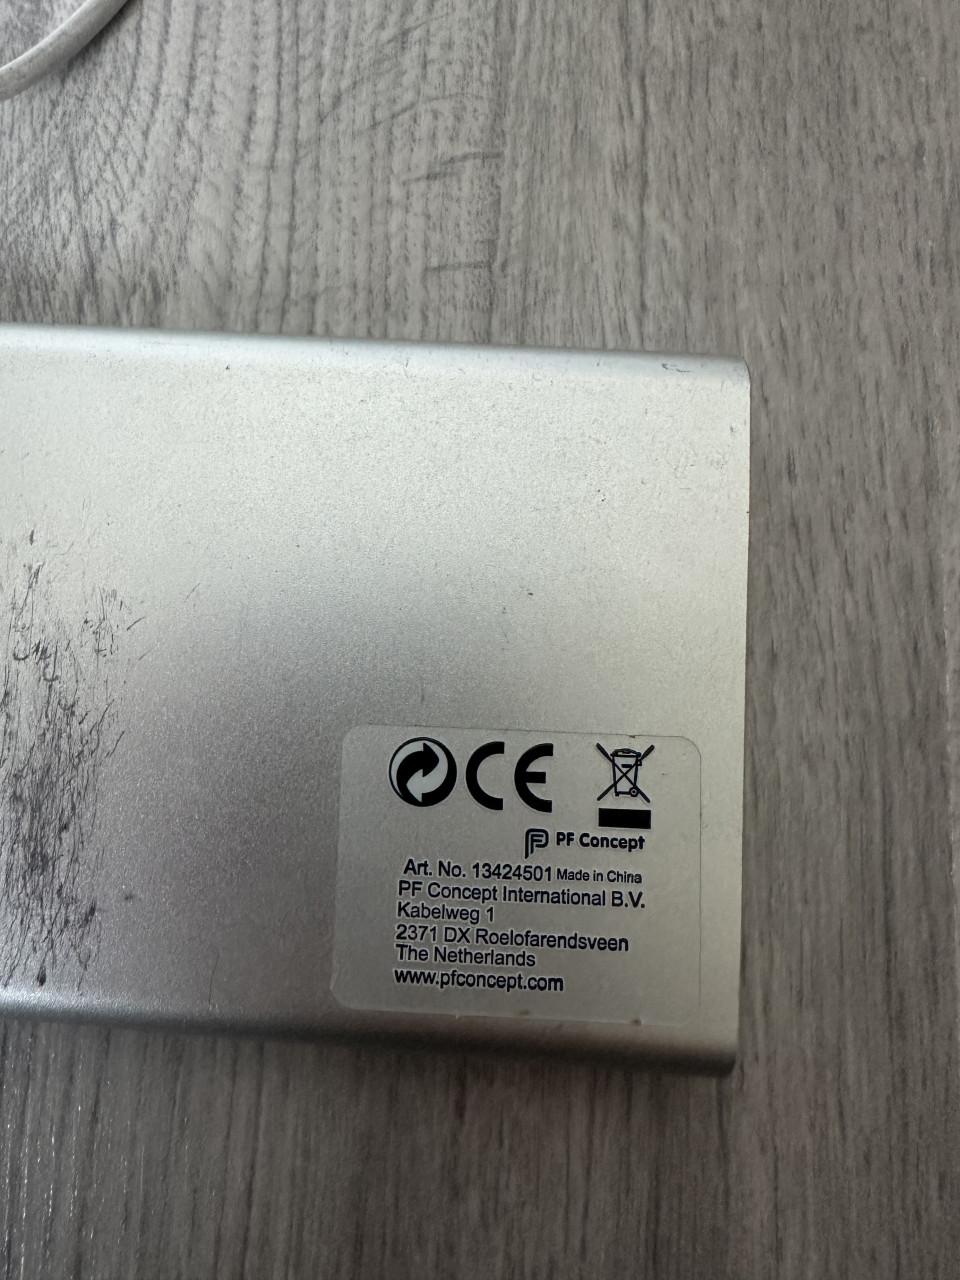 CE
PF Concept
Art. No. 13424501 Made in China
PF Concept International B.V.
Kabelweg 1
2371 DX Roelofarendsveen
The Netherlands
www.pfconcept.com